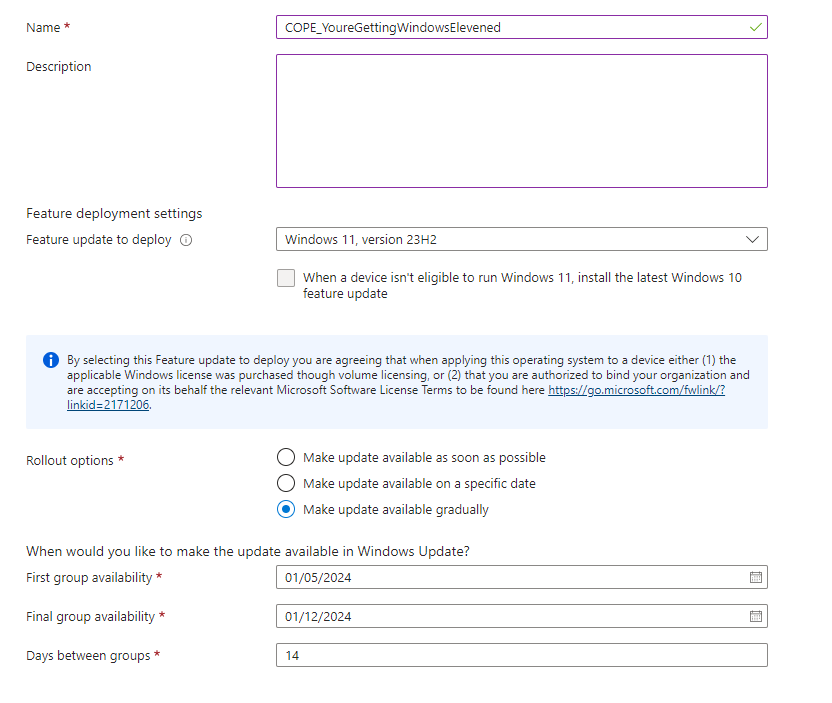 Name *
COPE_YoureGettingWindowsElevened
Description
Feature deployment settings
Feature update to deploy
Windows 11, version 23H2
When a device isn't eligible to run Windows 11, install the latest Windows 10
feature update
By selecting this Feature update to deploy you are agreeing that when applying this operating system to a device either (1) the
applicable Windows license was purchased though volume licensing, or (2) that you are authorized to bind your organization and
are accepting on its behalf the relevant Microsoft Software License Terms to be found here https://go.microsoft.com/fwlink/?
linkid=2171206.
Rollout options *
Make update available as soon as possible
Make update available on a specific date
Make update available gradually
When would you like to make the update available in Windows Update?
First group availability *
01/05/2024
Final group availability *
01/12/2024
Days between groups *
14